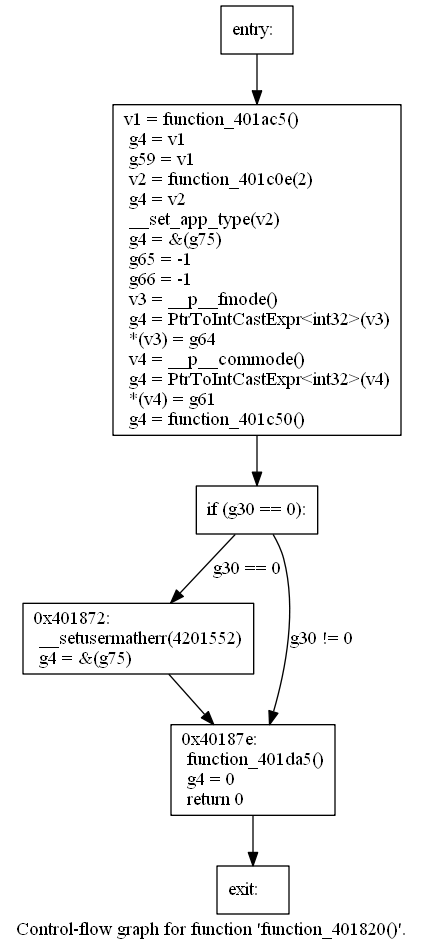 entry:
v1 = function_401ac5()
g4 = v1
g59 = v1
v2 = function_401c0e(2)
g4 = v2
__set_app_type(v2)
g4 = &(g75)
g65 = -1
g66 = -1
v3 = __p__fmode()
g4 = PtrToIntCastExpr<int32>(v3)
*(v3) = g64
v4 = __p__commode()
g4 = PtrToIntCastExpr<int32>(v4)
*(v4) = g61
g4 = function_401c50()
if (g30 == 0):
g30 == 0
0x401872:
__setusermatherr(4201552)
g4 = &(g75)
g30 != 0
0x40187e:
function_401da5()
g4 = 0
return 0
exit:
Control-flow graph for function 'function_401820()'.